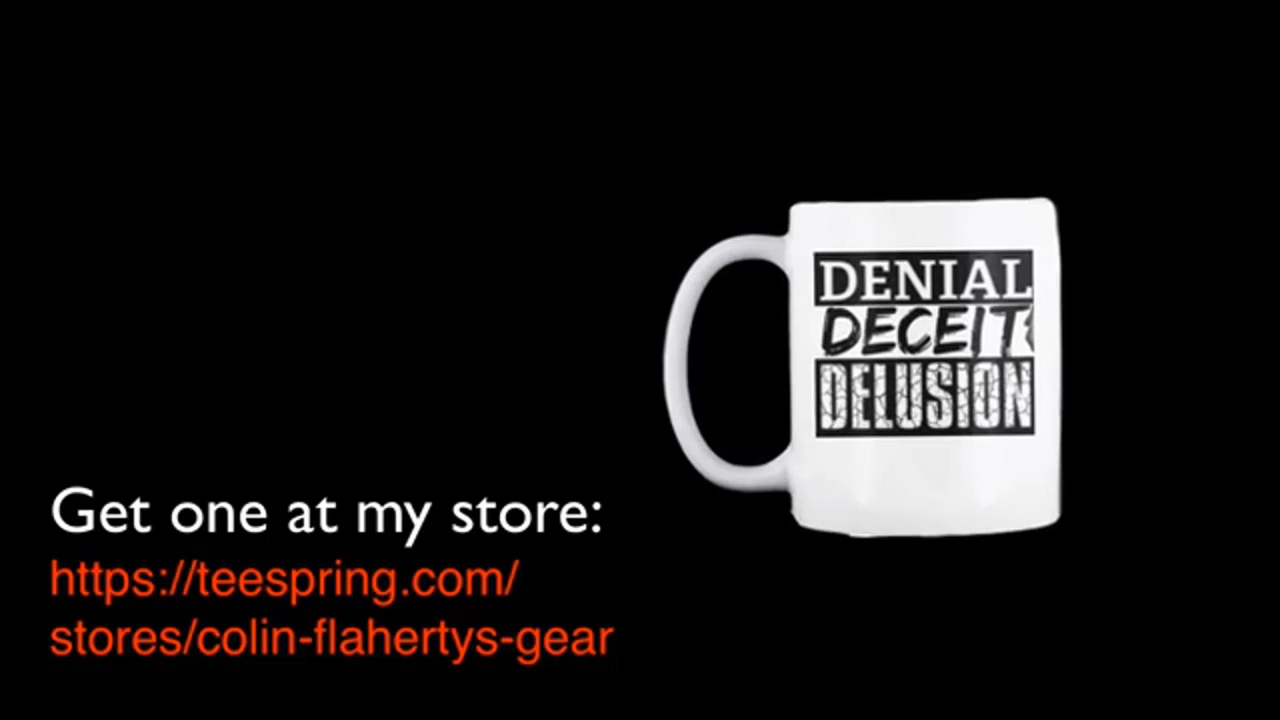 DENIAL
DECEIT
DELUSION
Get one at my store:
https://teespring.com/
stores/colin-flahertys-gear